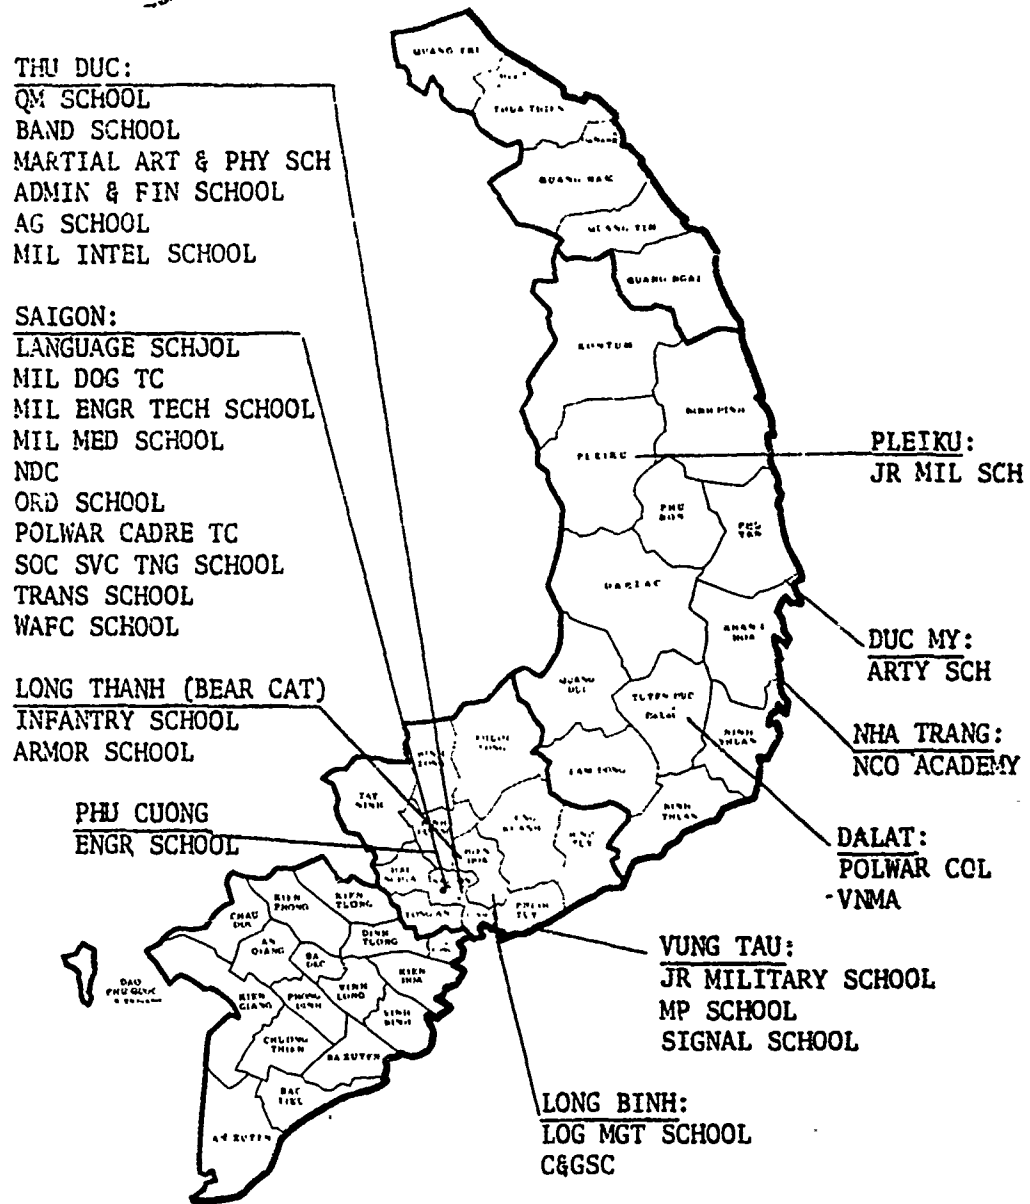 THU DUC:
QM SCHOOL
BAND SCHOOL
MARTIAL ART & PHY SCH
ADMIN & FIN SCHOOL
AG SCHOOL
MIL INTEL SCHOOL
SAIGON:
LANGUAGE SCHOOL
MIL DOG TC
MIL ENGR TECH SCHOOL
MIL MED SCHOOL
NDC
ORD SCHOOL
POLWAR CADRE TC
SOC SVC TNG SCHOOL
TRANS SCHOOL
WAFC SCHOOL
LONG THANH (BEAR CAT)
INFANTRY SCHOOL
ARMOR SCHOOL
PHU CUONG
ENGR SCHOOL
PLEIKU:
JR MIL SCH
DUC MY:
ARTY SCH
NHA TRANG:
NCO ACADEMY
DALAT:
POLWAR COL
-VNMA
VUNG TAU:
JR MILITARY SCHOOL
MP SCHOOL
SIGNAL SCHOOL
LONG BINH:
LOG MGT SCHOOL
C&GSC
QUANG TRI
THUA THIEN
QUANG NAM
QUANG TIN
QUANG NGAI
KONTUM
BINH DINH
PLEIKU
PHU
BON
PHU
YEN
DARLAC
KHANH
HOA
QUANG
DUC
TUYEN DUC
DALAT
NINH
THUAN
LAM DONG
BINH
THUAN
TAY
NINH
LONG AN
KIEN
PHONG
KIEN
TUONG
CHAU
DOC
AN
GIANG
DINH
TUONG
SA
DEC
KIEN
HOA
KIEN
GIANG
PHONG
DINH
VINH
LONG
VINH
BINH
CHUONG
THIEN
BA XUYEN
BAC
LIEU
AN XUYEN
DAO
PHU QUOC